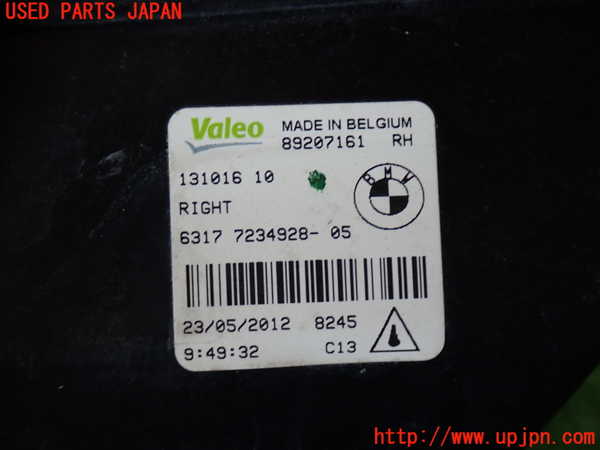 USED PARTS JAPAN
Valeo MADE IN BELGIUM
89207161 RH
131016 10
BMW
RIGHT
6317 7234928- 05
23/05/2012 8245
9:49:32 C13
http://www.upjpn.com/